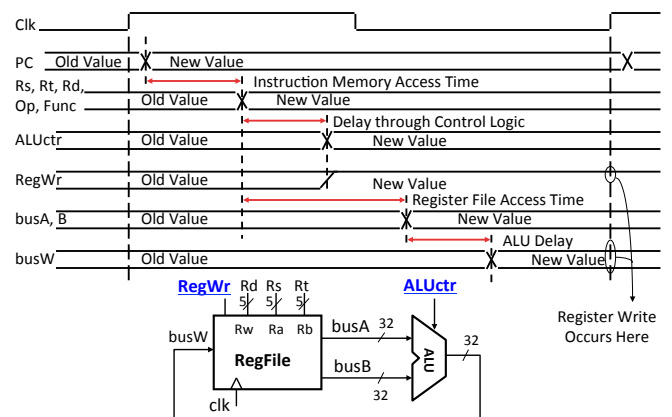 Clk
PC Old Value New Value
Rs, Rt, Rd, Instruction Memory Access Time
Op, Func Old Value New Value
Delay through Control Logic
ALUctr Old Value New Value
RegWr Old Value New Value
Register File Access Time
busA, B Old Value New Value
ALU Delay
busW Old Value New Value
RegWr Rd Rs Rt ALUctr
5 5 5
Register Write
Occurs Here
busW Rw Ra Rb busA 32
RegFile ALU 32
busB 32
clk